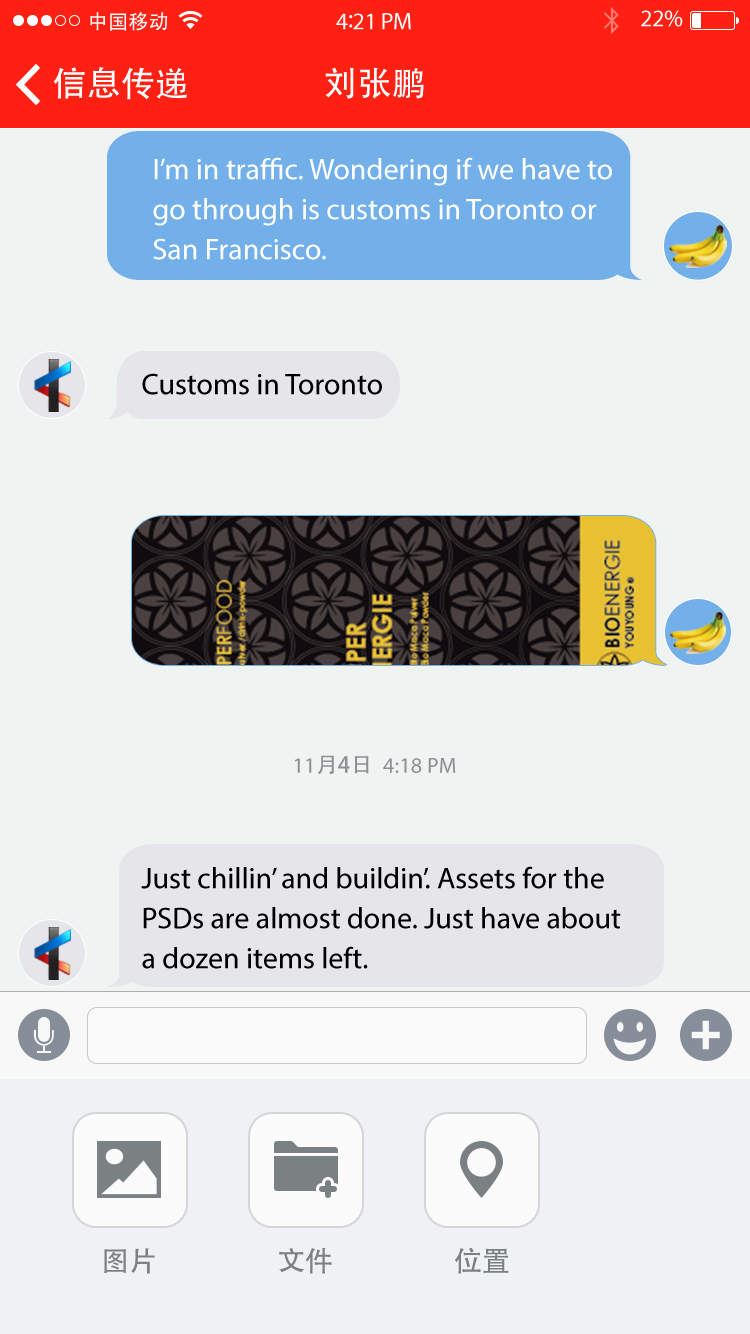 中国移动
4:21 PM
22%
信息传递
刘张鹏
I’m in traffic. Wondering if we have to
go through is customs in Toronto or
San Francisco.
Customs in Toronto
PERFOOD
PER
ERGIE
BIOENERGIE
YOUYOUNG®
11月4日 4:18 PM
Just chillin’ and buildin’. Assets for the
PSDs are almost done. Just have about
a dozen items left.
图片
文件
位置